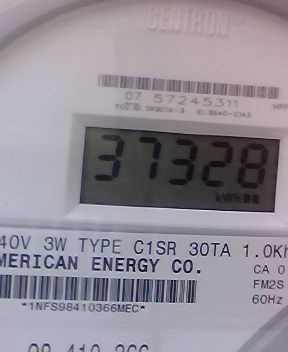 CENTRON
07 57245311
37328
kWh
40V 3W TYPE C1SR 30TA 1.0Kh
MERICAN ENERGY CO.
CA 0
FM2S
60Hz
*1NFS98410366MEC*